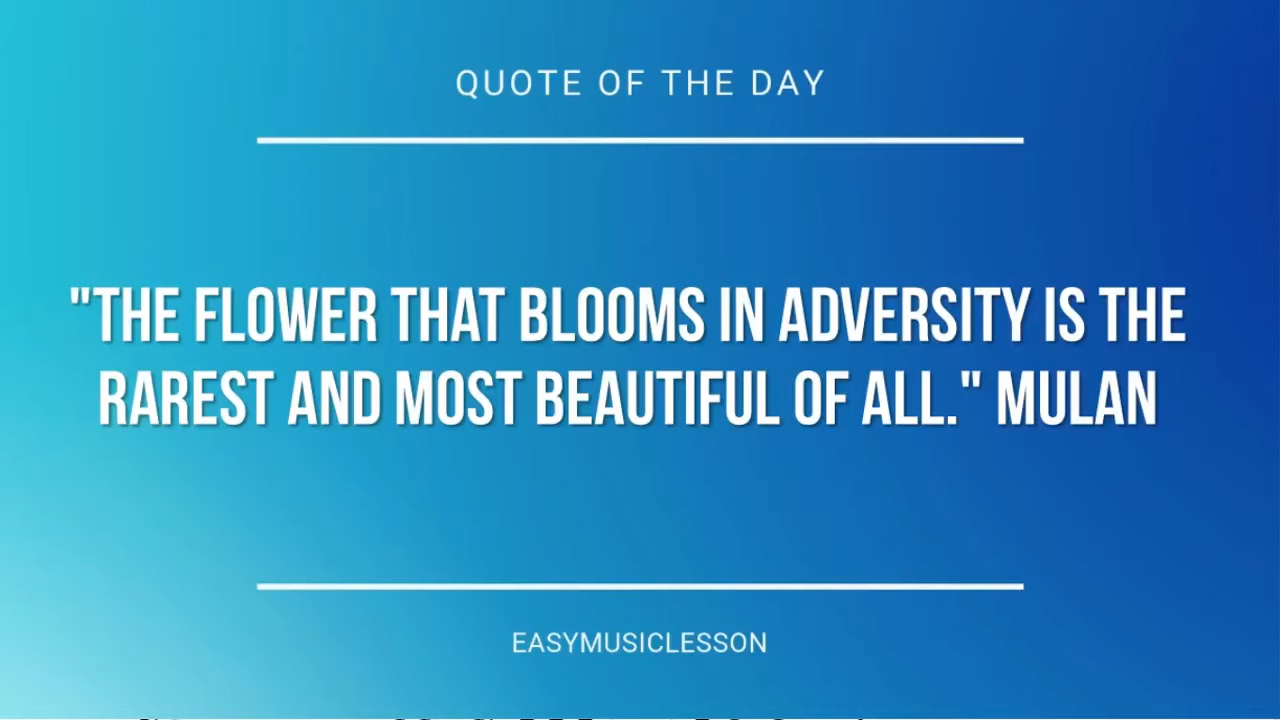 QUOTE OF THE DAY
"THE FLOWER THAT BLOOMS IN ADVERSITY IS THE
RAREST AND MOST BEAUTIFUL OF ALL." MULAN
EASYMUSICLESSON